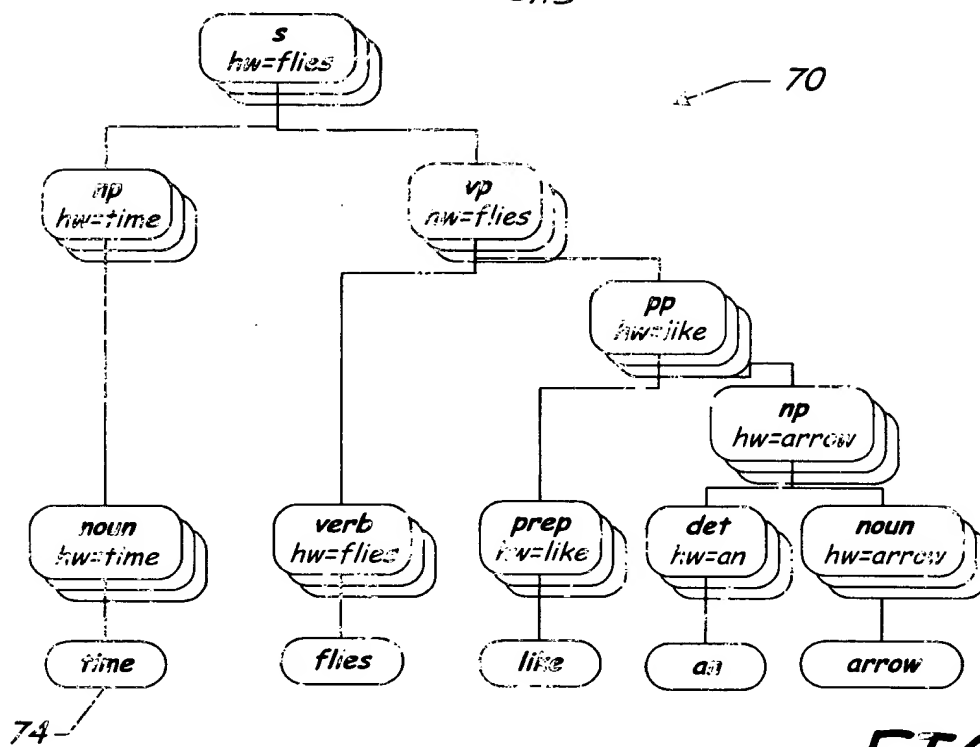 s
hw=flies
70
np
hw=time
vp
hw=flies
pp
hw=like
np
hw=arrow
noun
hw=time
verb
hw=flies
prep
hw=like
det
hw=an
noun
hw=arrow
time
flies
like
an
arrow
74